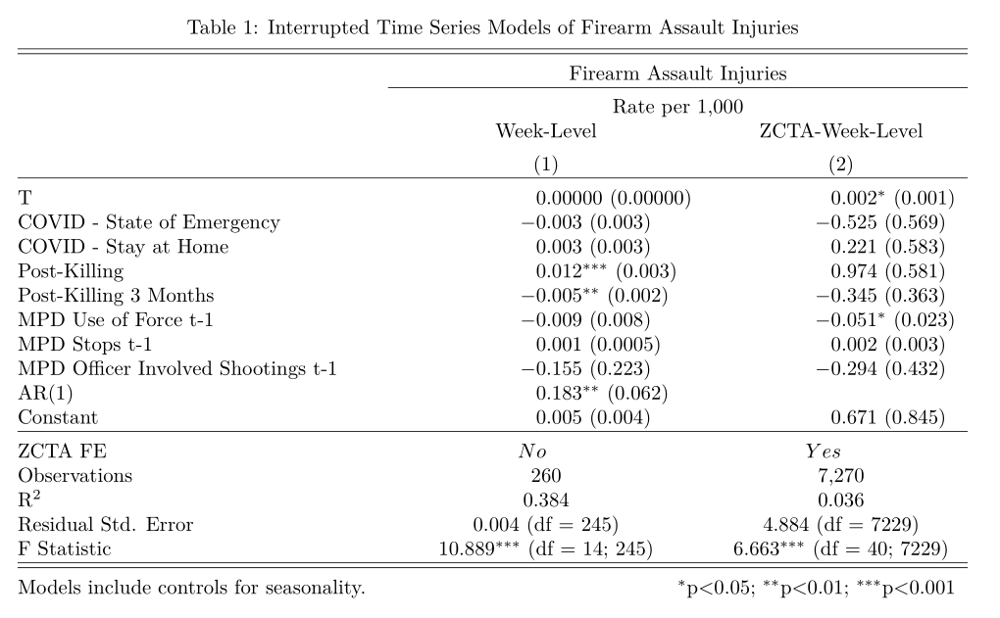 Table 1: Interrupted Time Series Models of Firearm Assault Injuries
Firearm Assault Injuries
Rate per 1,000
Week-Level ZCTA-Week-Level
(1) (2)
T 0.00000 (0.00000) 0.002* (0.001)
COVID - State of Emergency −0.003 (0.003) −0.525 (0.569)
COVID - Stay at Home 0.003 (0.003) 0.221 (0.583)
Post-Killing 0.012*** (0.003) 0.974 (0.581)
Post-Killing 3 Months −0.005** (0.002) −0.345 (0.363)
MPD Use of Force t-1 −0.009 (0.008) −0.051* (0.023)
MPD Stops t-1 0.001 (0.0005) 0.002 (0.003)
MPD Officer Involved Shootings t-1 −0.155 (0.223) −0.294 (0.432)
AR(1) 0.183** (0.062)
Constant 0.005 (0.004) 0.671 (0.845)
ZCTA FE No Yes
Observations 260 7,270
R² 0.384 0.036
Residual Std. Error 0.004 (df = 245) 4.884 (df = 7229)
F Statistic 10.889*** (df = 14; 245) 6.663*** (df = 40; 7229)
Models include controls for seasonality. *p<0.05; **p<0.01; ***p<0.001